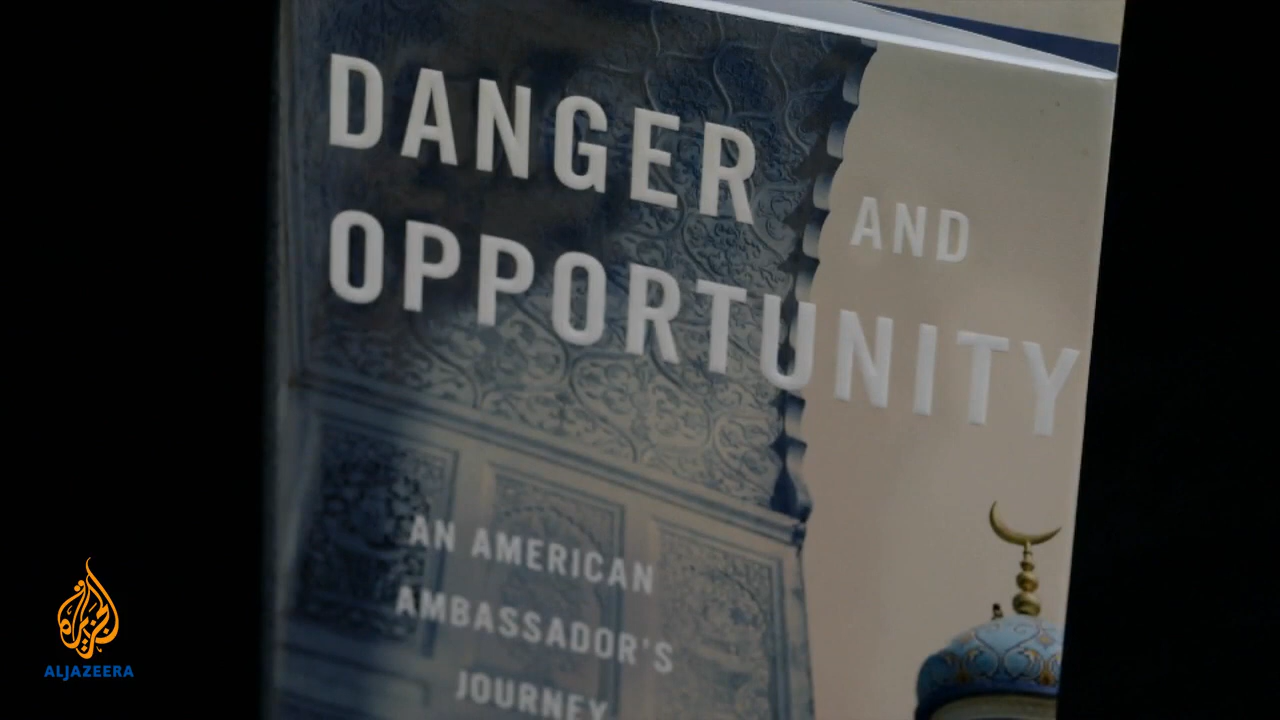 DANGER
AND
OPPORTUNITY
AN AMERICAN
AMBASSADOR'S
JOURNEY
الجزيرة
ALJAZEERA